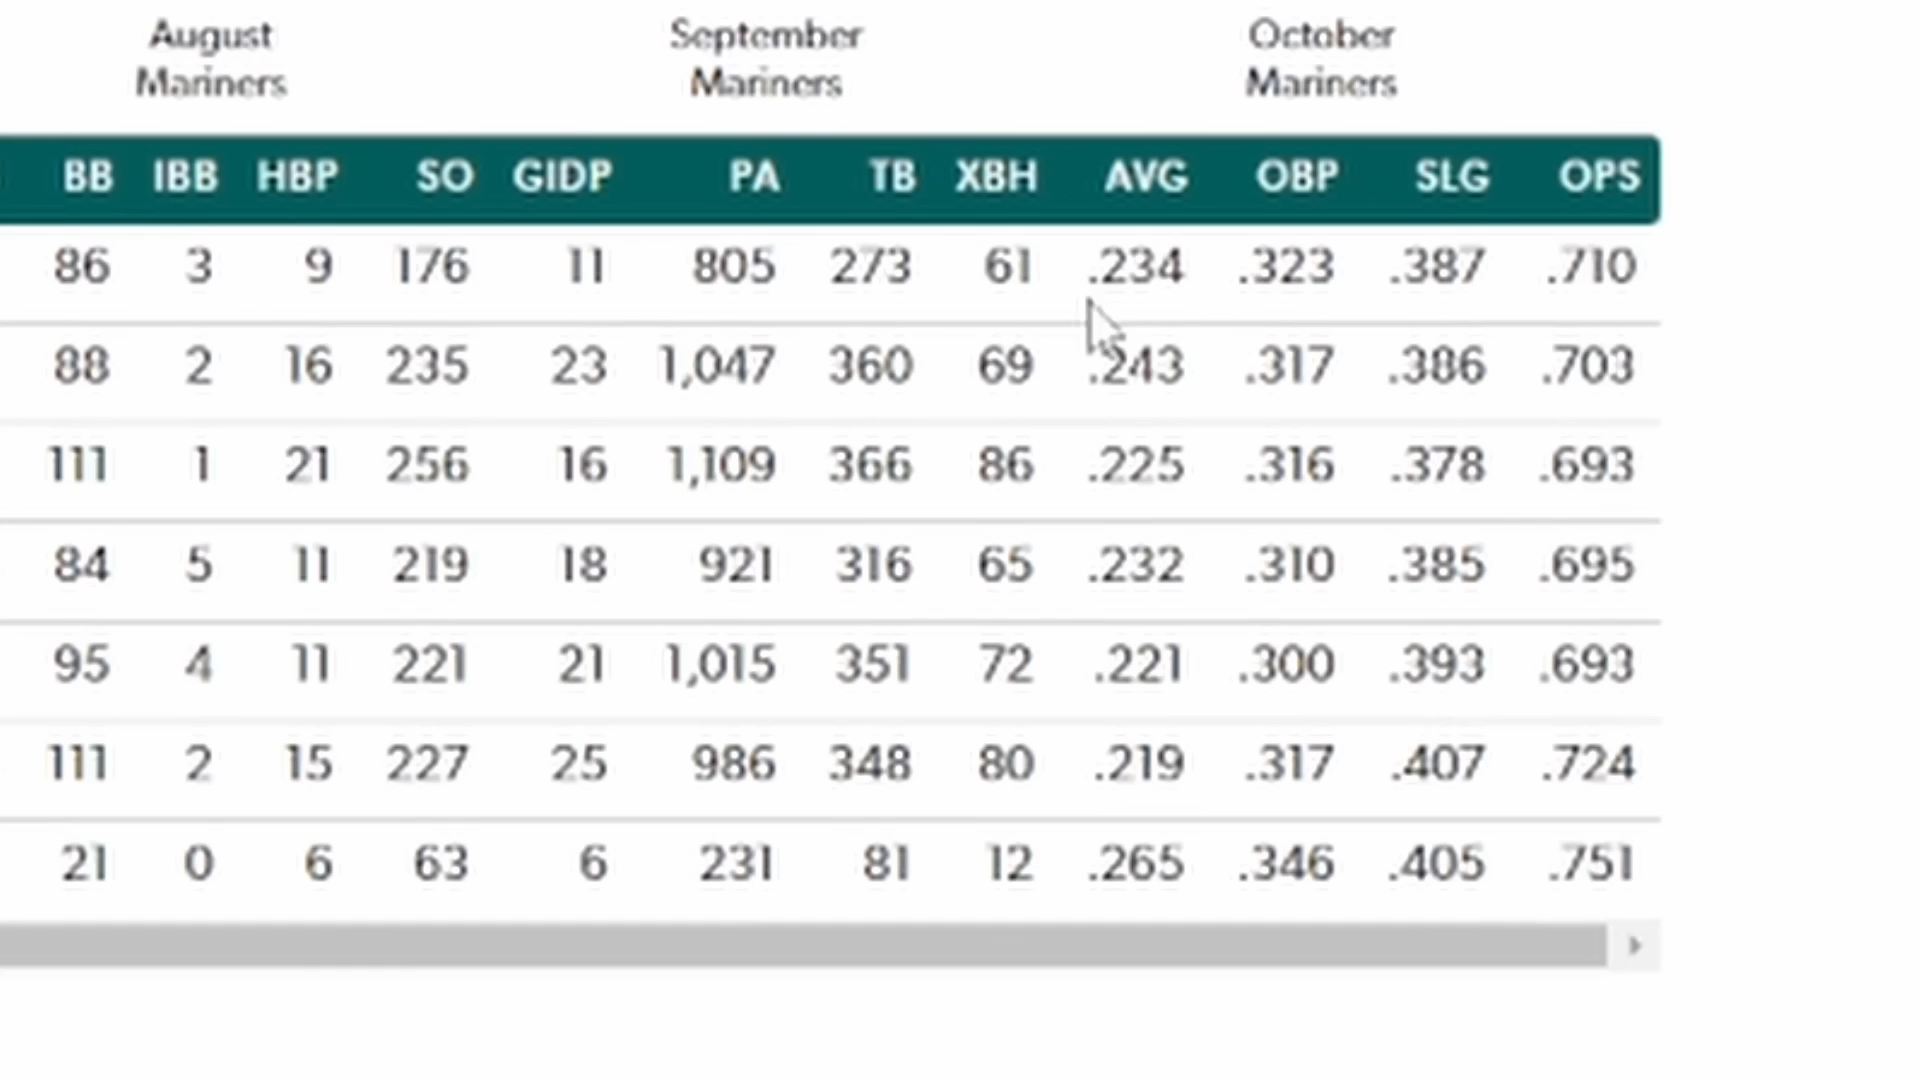 August September October
Mariners Mariners Mariners
BB IBB HBP SO GIDP PA TB XBH AVG OBP SLG OPS
86 3 9 176 11 805 273 61 .234 .323 .387 .710
88 2 16 235 23 1,047 360 69 .243 .317 .386 .703
111 1 21 256 16 1,109 366 86 .225 .316 .378 .693
84 5 11 219 18 921 316 65 .232 .310 .385 .695
95 4 11 221 21 1,015 351 72 .221 .300 .393 .693
111 2 15 227 25 986 348 80 .219 .317 .407 .724
21 0 6 63 6 231 81 12 .265 .346 .405 .751